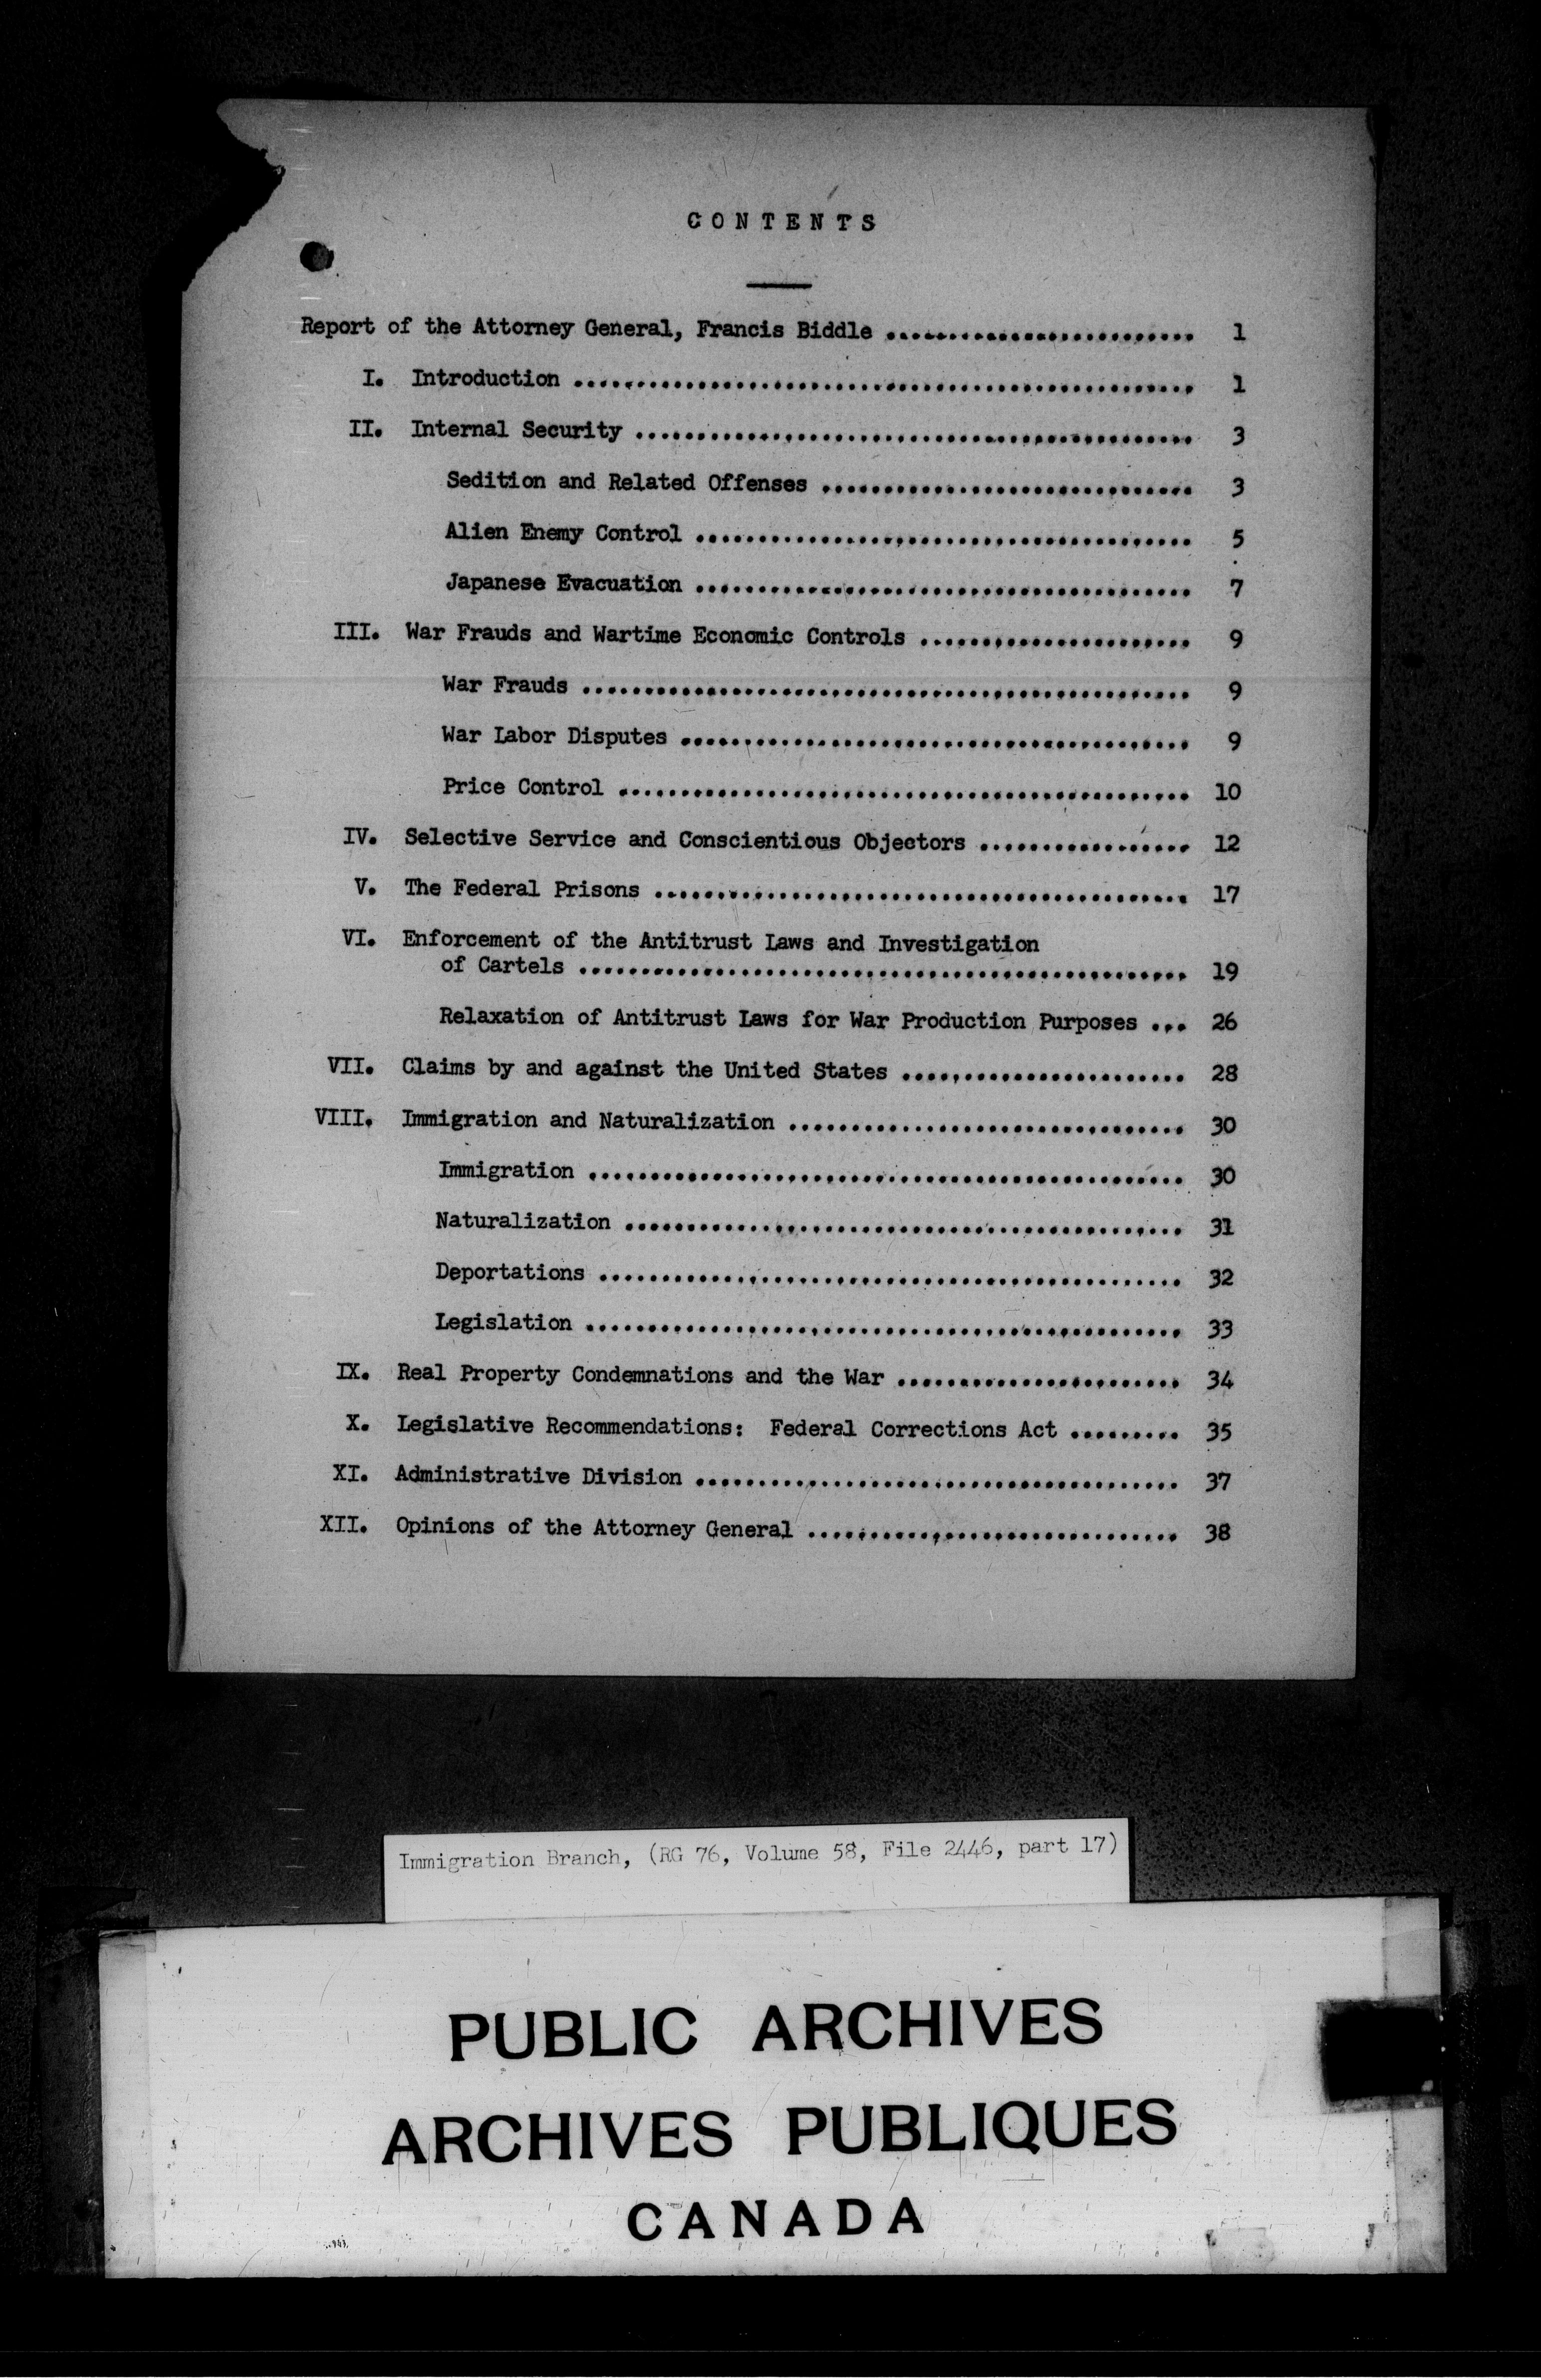 CONTENTS
Report of the Attorney General, Francis Biddle ......................... 1
I. Introduction .................................................. 1
II. Internal Security ............................................. 3
Sedition and Related Offenses .............................. 3
Alien Enemy Control ........................................ 5
Japanese Evacuation ........................................ 7
III. War Frauds and Wartime Economic Controls ...................... 9
War Frauds ................................................. 9
War Labor Disputes ......................................... 9
Price Control .............................................. 10
IV. Selective Service and Conscientious Objectors ................. 12
V. The Federal Prisons ........................................... 17
VI. Enforcement of the Antitrust Laws and Investigation
of Cartels ................................................. 19
Relaxation of Antitrust Laws for War Production Purposes ... 26
VII. Claims by and against the United States ....................... 28
VIII. Immigration and Naturalization ................................ 30
Immigration ................................................ 30
Naturalization ............................................. 31
Deportations ............................................... 32
Legislation ................................................ 33
IX. Real Property Condemnations and the War ....................... 34
X. Legislative Recommendations: Federal Corrections Act ......... 35
XI. Administrative Division ....................................... 37
XII. Opinions of the Attorney General .............................. 38
Immigration Branch, (RG 76, Volume 58, File 2446, part 17)
PUBLIC ARCHIVES
ARCHIVES PUBLIQUES
CANADA